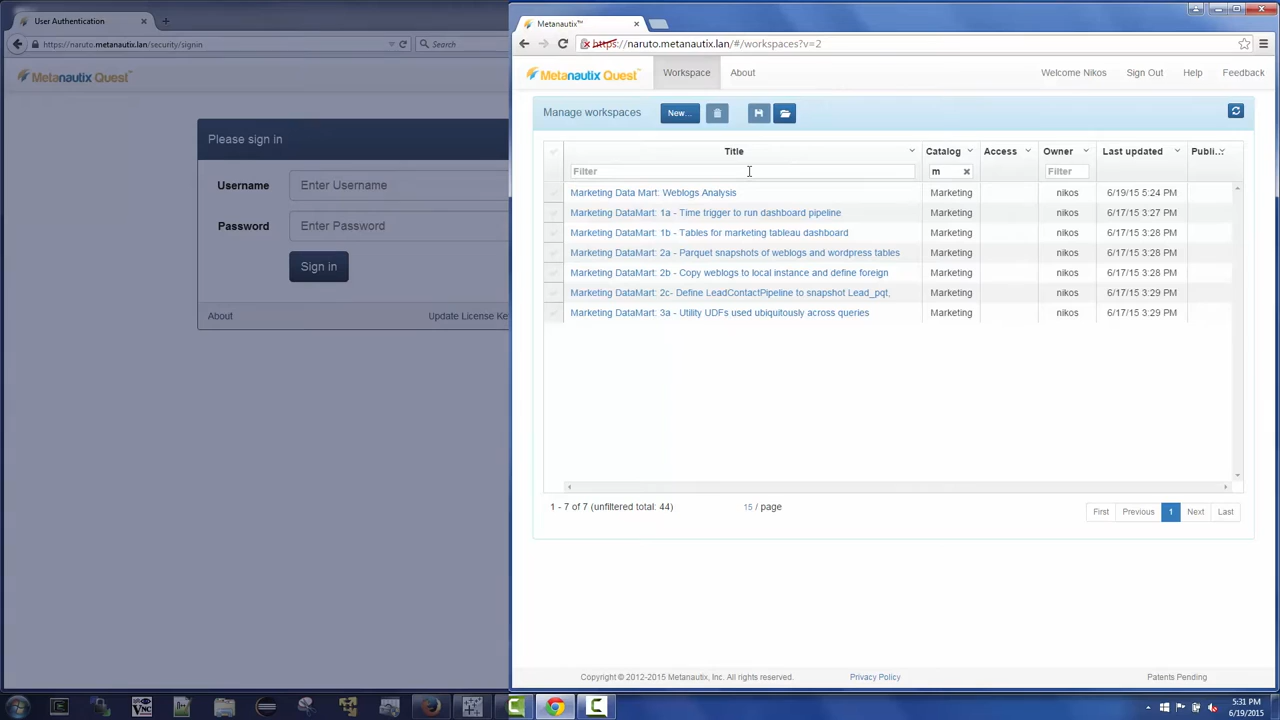 User Authentication
https://naruto.metanautix.lan/security/signin
Search
Metanautix Quest
Please sign in
Username
Enter Username
Password
Enter Password
Sign in
About
Update License Ke
Metanautix™
https://naruto.metanautix.lan/#/workspaces?v=2
Metanautix Quest
Workspace
About
Welcome Nikos
Sign Out
Help
Feedback
Manage workspaces
New...
Title
Catalog
Access
Owner
Last updated
Publi...
Filter
m
Filter
Marketing Data Mart: Weblogs Analysis Marketing nikos 6/19/15 5:24 PM
Marketing DataMart: 1a - Time trigger to run dashboard pipeline Marketing nikos 6/17/15 3:27 PM
Marketing DataMart: 1b - Tables for marketing tableau dashboard Marketing nikos 6/17/15 3:28 PM
Marketing DataMart: 2a - Parquet snapshots of weblogs and wordpress tables Marketing nikos 6/17/15 3:28 PM
Marketing DataMart: 2b - Copy weblogs to local instance and define foreign Marketing nikos 6/17/15 3:28 PM
Marketing DataMart: 2c- Define LeadContactPipeline to snapshot Lead_pqt, Marketing nikos 6/17/15 3:29 PM
Marketing DataMart: 3a - Utility UDFs used ubiquitously across queries Marketing nikos 6/17/15 3:29 PM
1 - 7 of 7 (unfiltered total: 44)
15 / page
First Previous 1 Next Last
Copyright © 2012-2015 Metanautix, Inc. All rights reserved.
Privacy Policy
Patents Pending
5:31 PM
6/19/2015